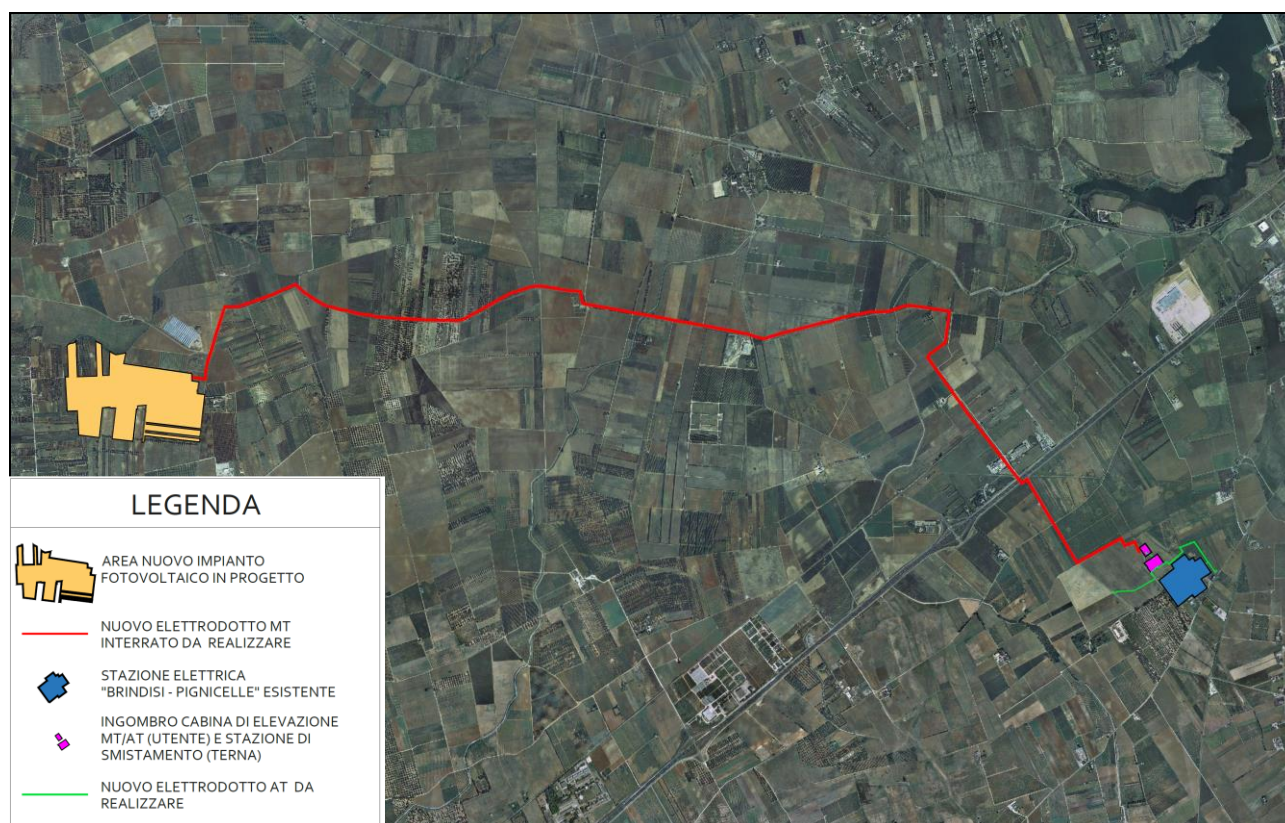 LEGENDA
AREA NUOVO IMPIANTO
FOTOVOLTAICO IN PROGETTO
NUOVO ELETTRODOTTO MT
INTERRATO DA REALIZZARE
STAZIONE ELETTRICA
"BRINDISI - PIGNICELLE" ESISTENTE
INGOMBRO CABINA DI ELEVAZIONE
MT/AT (UTENTE) E STAZIONE DI
SMISTAMENTO (TERNA)
NUOVO ELETTRODOTTO AT DA
REALIZZARE